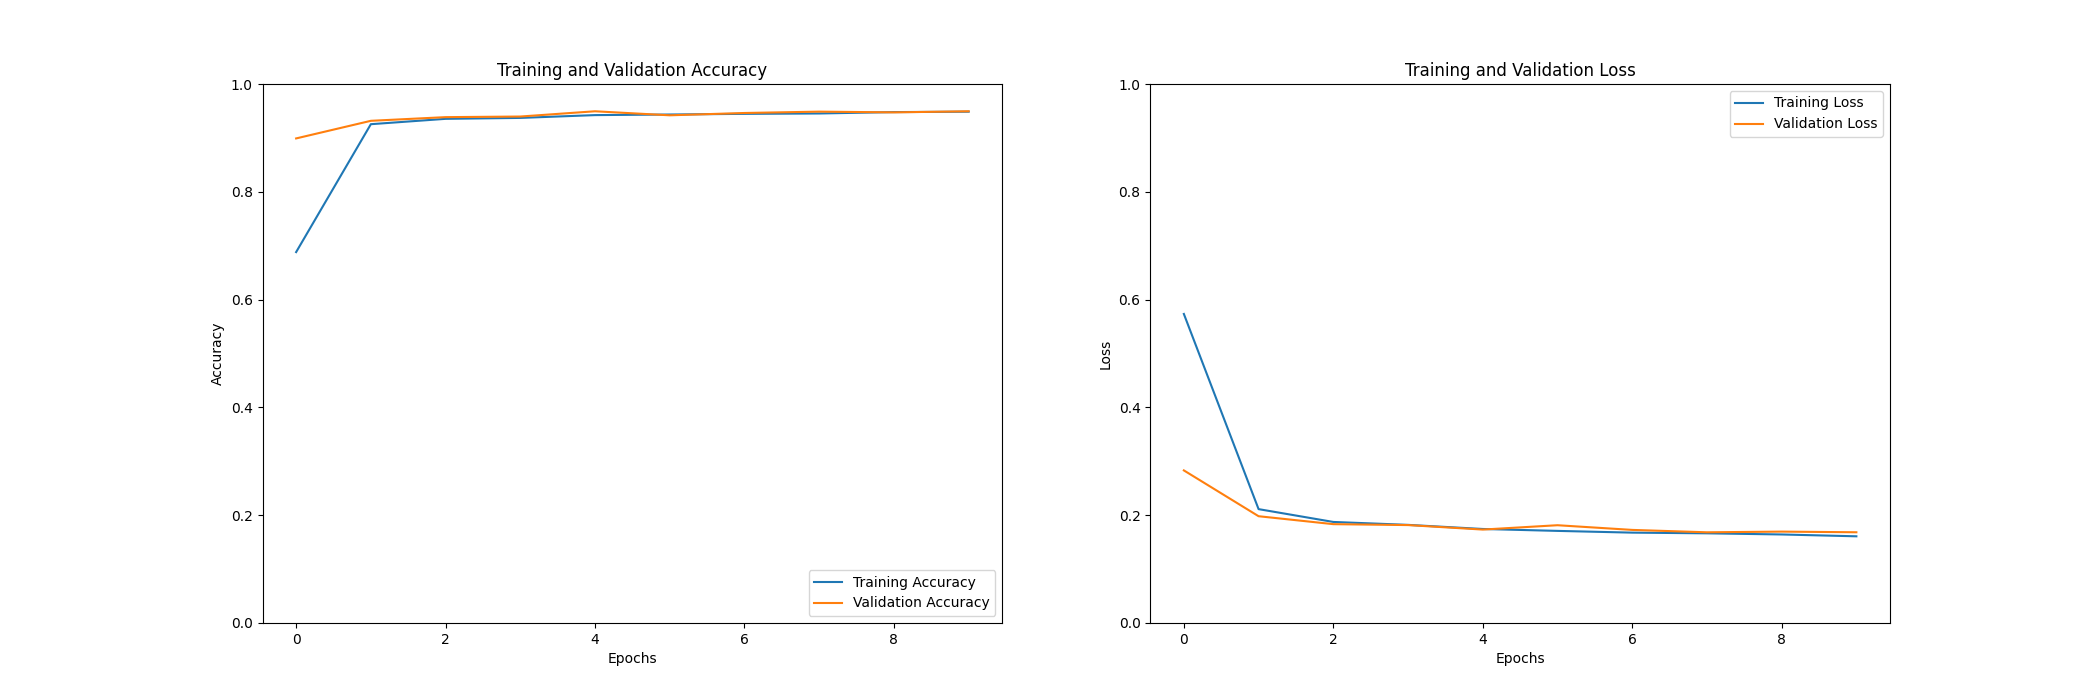 Training and Validation Accuracy
1.0
0.8
0.6
0.4
0.2
0.0
Accuracy
Training Accuracy
Validation Accuracy
0 2 4 6 8
Epochs
Training and Validation Loss
1.0
0.8
0.6
0.4
0.2
0.0
Loss
Training Loss
Validation Loss
0 2 4 6 8
Epochs